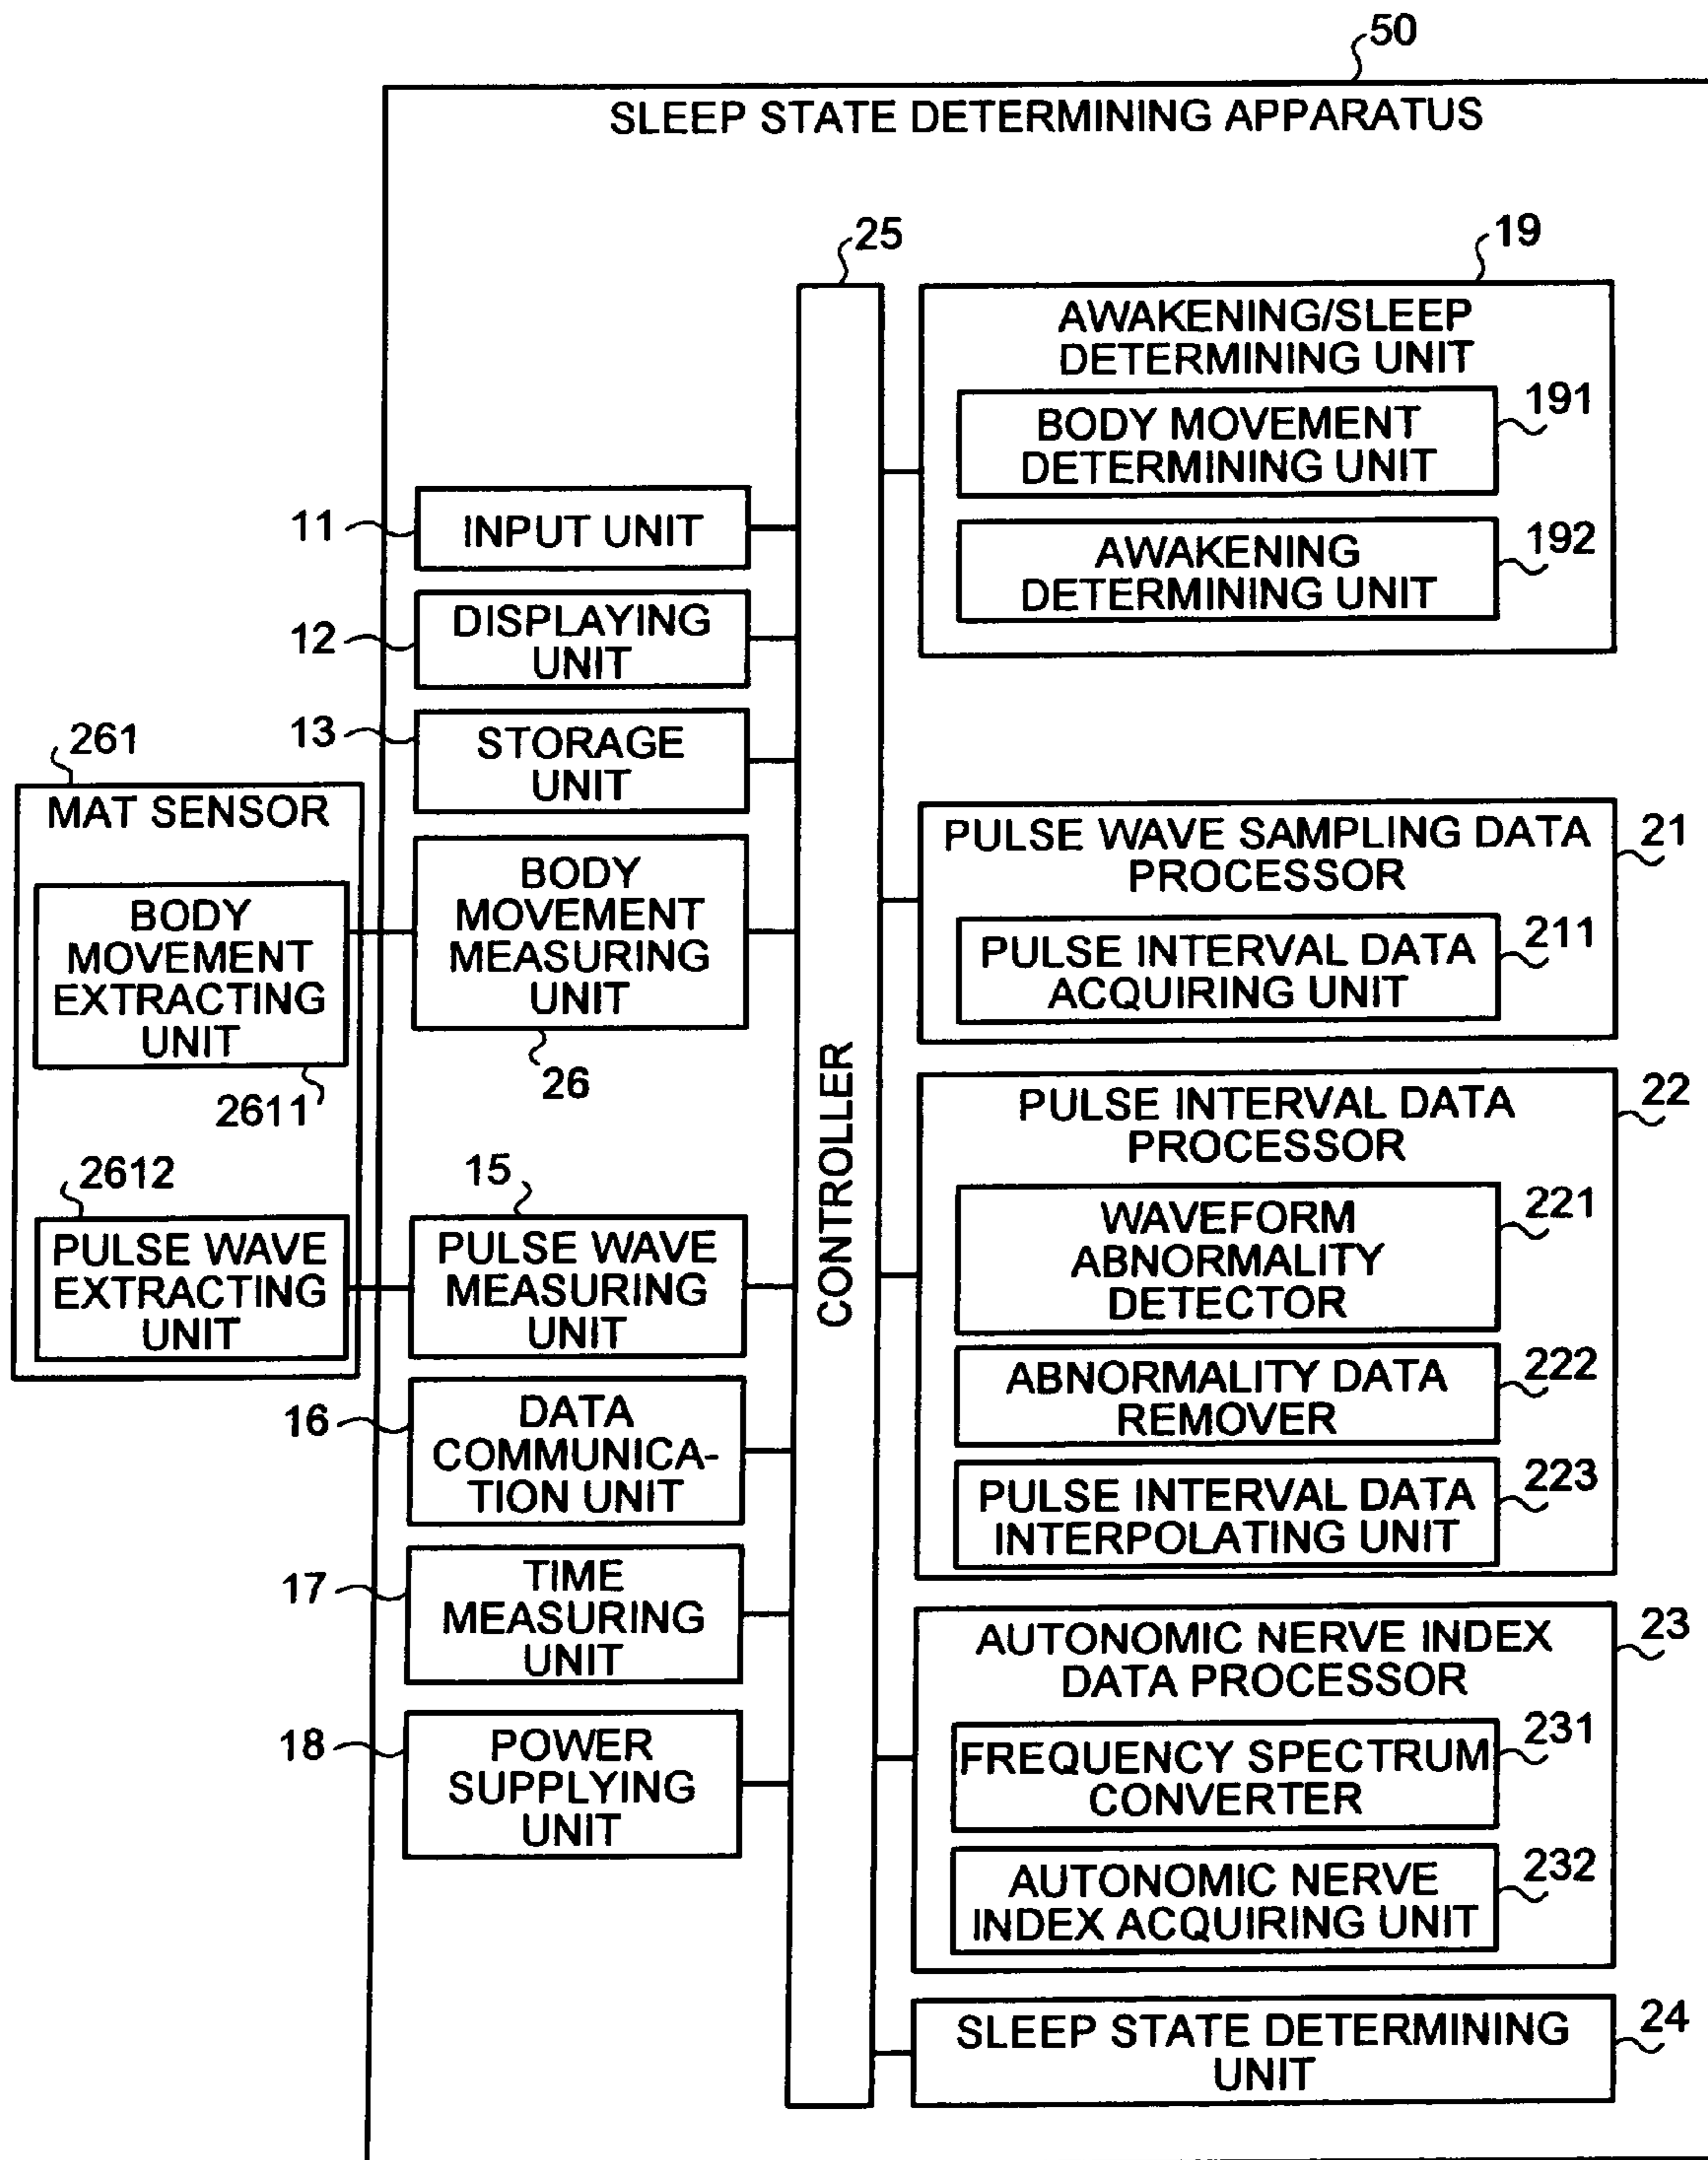 50
SLEEP STATE DETERMINING APPARATUS
25
19
AWAKENING/SLEEP
DETERMINING UNIT
BODY MOVEMENT
DETERMINING UNIT
191
AWAKENING
DETERMINING UNIT
192
11
INPUT UNIT
12
DISPLAYING
UNIT
13
STORAGE
UNIT
261
MAT SENSOR
BODY
MOVEMENT
EXTRACTING
UNIT
2611
BODY
MOVEMENT
MEASURING
UNIT
26
2612
PULSE WAVE
EXTRACTING
UNIT
15
PULSE WAVE
MEASURING
UNIT
16
DATA
COMMUNICA-
TION UNIT
17
TIME
MEASURING
UNIT
18
POWER
SUPPLYING
UNIT
CONTROLLER
PULSE WAVE SAMPLING DATA
PROCESSOR
21
PULSE INTERVAL DATA
ACQUIRING UNIT
211
PULSE INTERVAL DATA
PROCESSOR
22
WAVEFORM
ABNORMALITY
DETECTOR
221
ABNORMALITY DATA
REMOVER
222
PULSE INTERVAL DATA
INTERPOLATING UNIT
223
AUTONOMIC NERVE INDEX
DATA PROCESSOR
23
FREQUENCY SPECTRUM
CONVERTER
231
AUTONOMIC NERVE
INDEX ACQUIRING UNIT
232
SLEEP STATE DETERMINING
UNIT
24